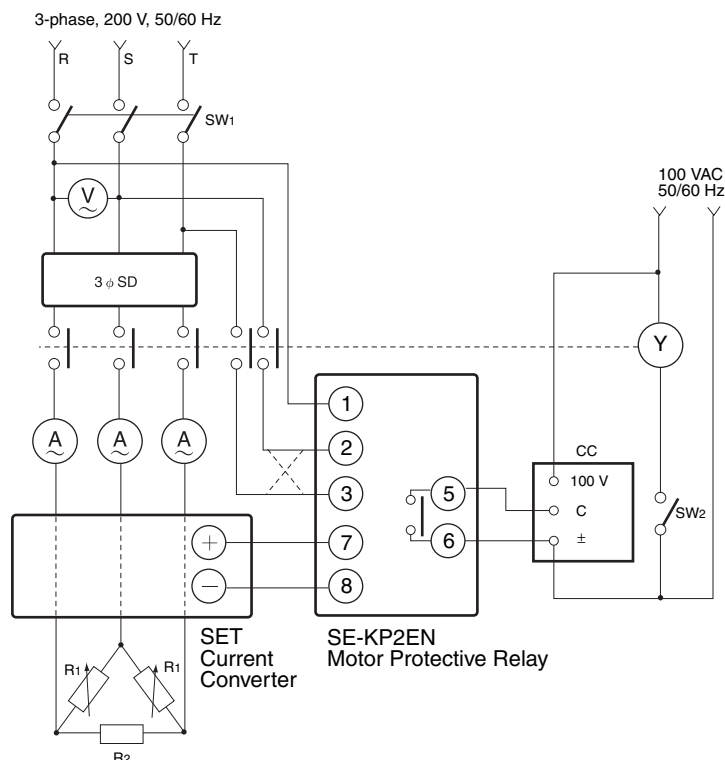 3-phase, 200 V, 50/60 Hz
R
S
T
SW1
100 VAC
50/60 Hz
V
3 ϕ SD
Y
A
A
A
1
2
3
7
8
5
6
CC
100 V
C
±
SW2
+
−
SET
Current
Converter
SE-KP2EN
Motor Protective Relay
R1
R1
R2